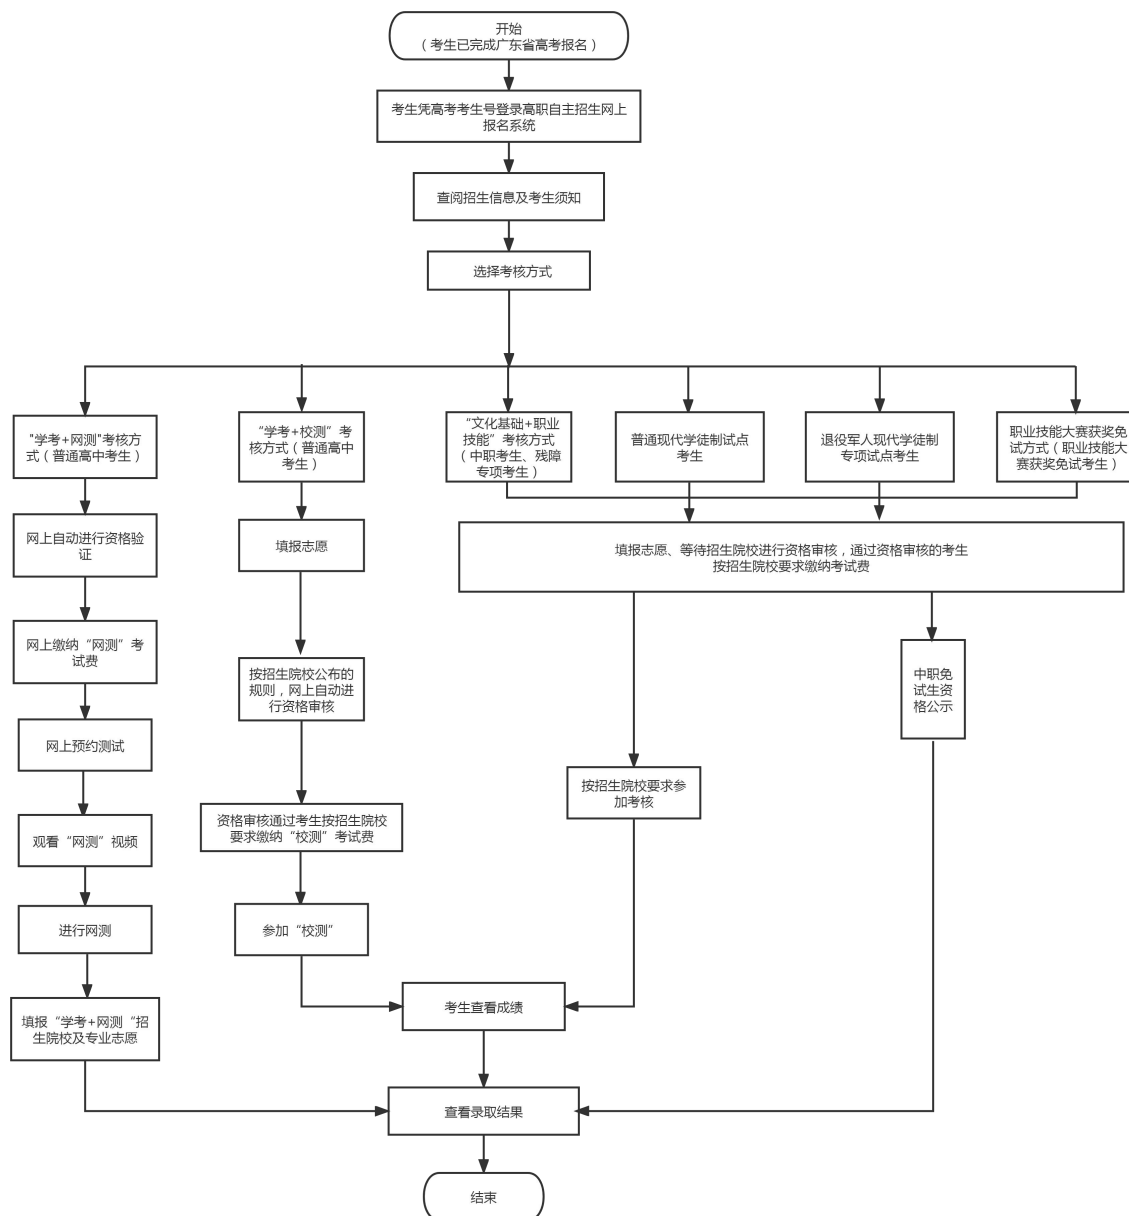 开始
（考生已完成广东省高考报名）
考生凭高考考生号登录高职自主招生网上
报名系统
查阅招生信息及考生须知
选择考核方式
"学考+网测"考核方
式（普通高中考生）
“学考+校测”考
核方式（普通高中
考生）
“文化基础+职业
技能”考核方式
（中职考生、残障
专项考生）
普通现代学徒制试点
考生
退役军人现代学徒制
专项试点考生
职业技能大赛获奖免
试方式（职业技能大
赛获奖免试考生）
网上自动进行资格验
证
填报志愿
填报志愿、等待招生院校进行资格审核，通过资格审核的考生
按招生院校要求缴纳考试费
网上缴纳“网测”考
试费
按招生院校公布的
规则，网上自动进
行资格审核
中职免
试生资
格公示
网上预约测试
按招生院校要求参
加考核
资格审核通过考生按招生院校
要求缴纳“校测”考试费
观看“网测”视频
进行网测
参加“校测”
填报“学考+网测“招
生院校及专业志愿
考生查看成绩
查看录取结果
结束